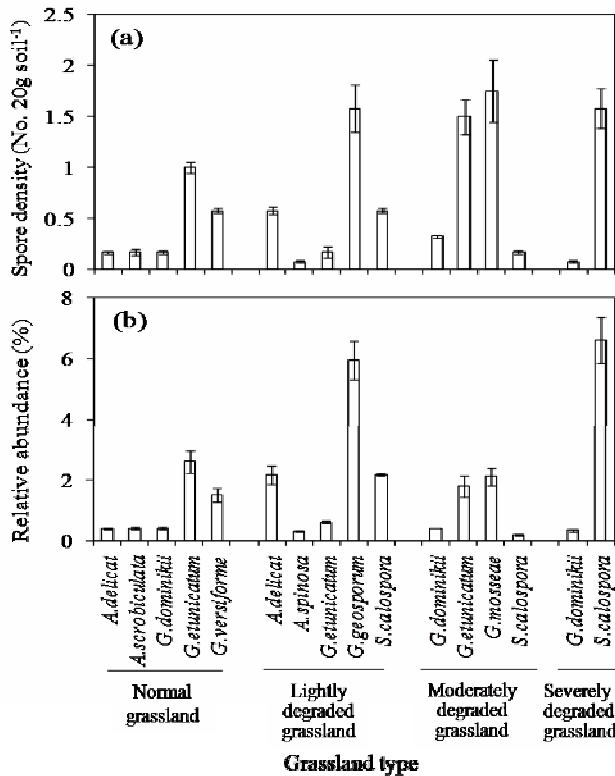 (a)
Spore density (No. 20g soil⁻¹)
2.5
2
1.5
1
0.5
0
(b)
Relative abundance (%)
8
6
4
2
0
A.delicat
A.scrobiculata
G.dominikii
G.etunicatum
G.versiforme
A.delicat
A.spinosa
G.etunicatum
G.geosporum
S.calospora
G.dominikii
G.etunicatum
G.mosseae
S.calospora
G.dominikii
S.calospora
Normal
grassland
Lightly
degraded
grassland
Moderately
degraded
grassland
Severely
degraded
grassland
Grassland type